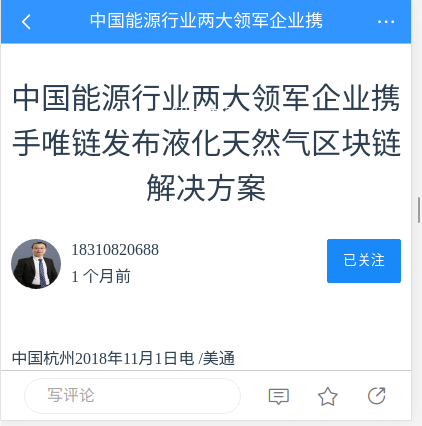 中国能源行业两大领军企业携
中国能源行业两大领军企业携
手唯链发布液化天然气区块链
解决方案
18310820688
1 个月前
已关注
中国杭州2018年11月1日电 /美通
写评论